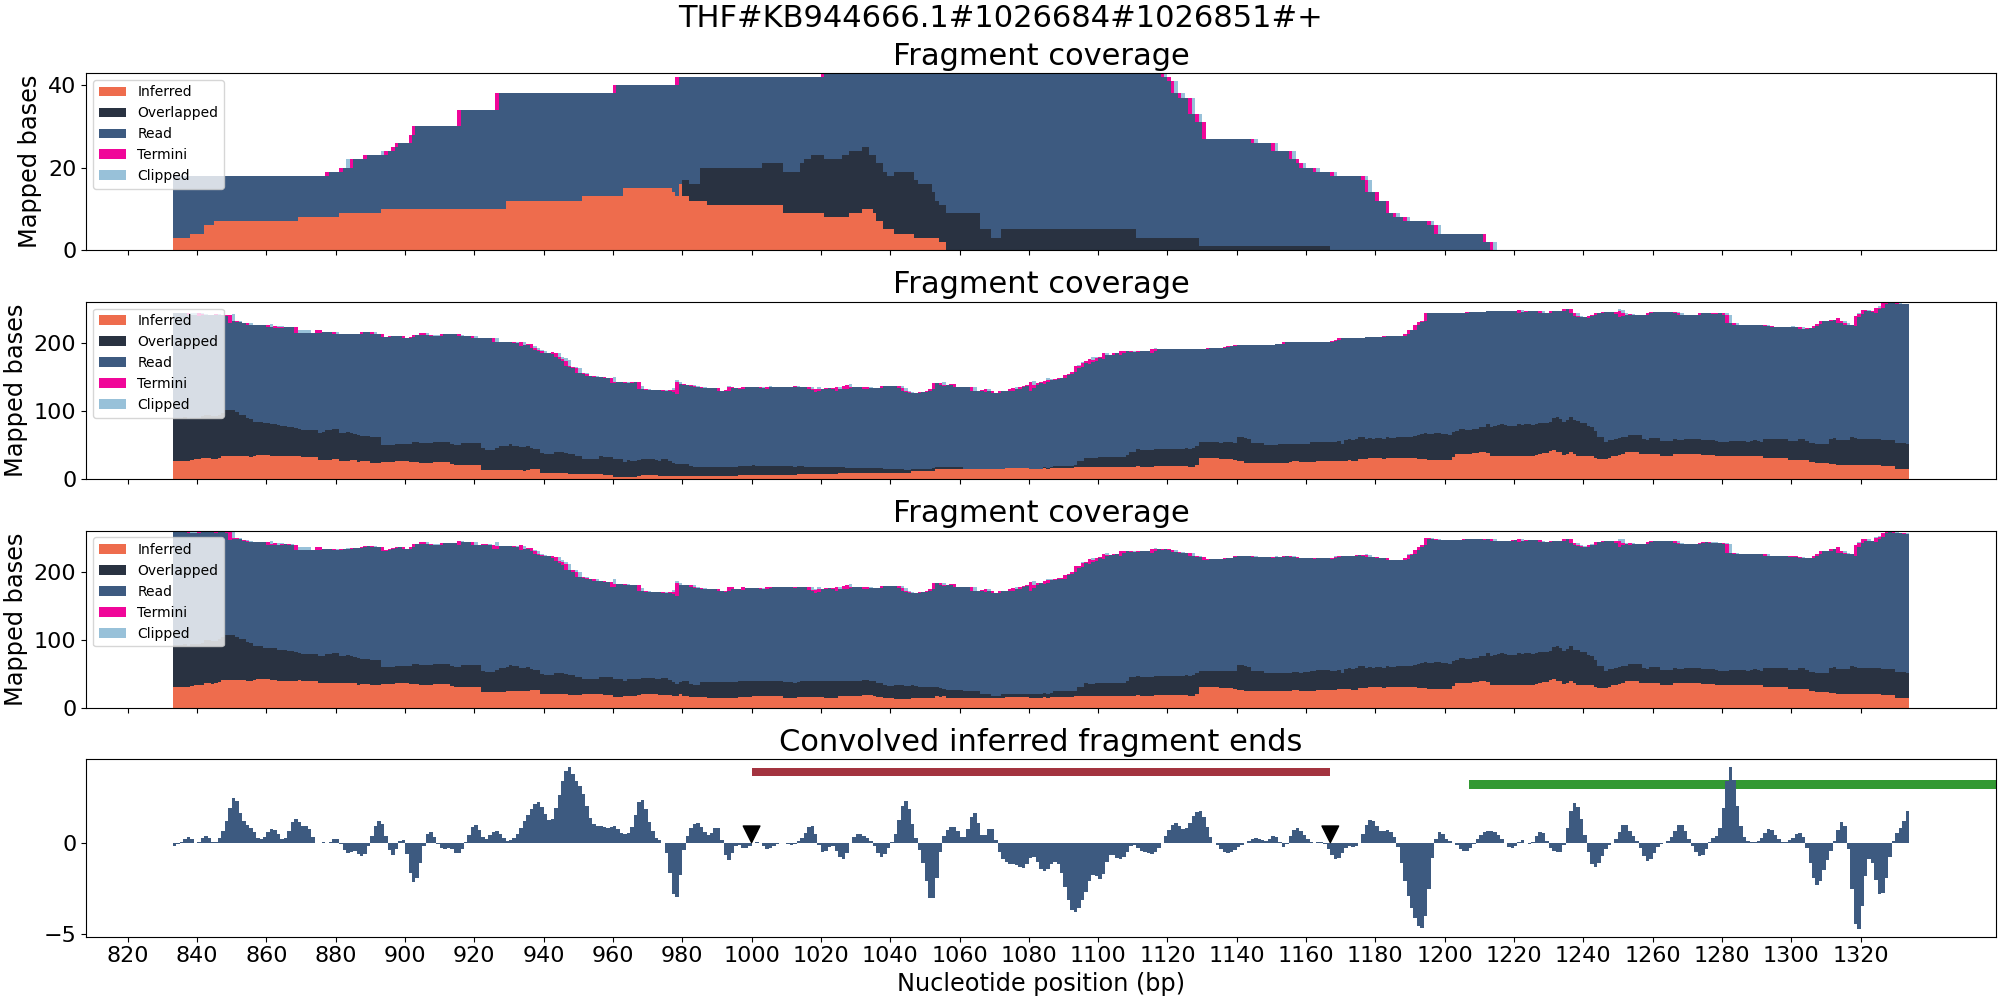 THF#KB944666.1#1026684#1026851#+
Fragment coverage
Mapped bases
40
20
0
Inferred
Overlapped
Read
Termini
Clipped
Fragment coverage
Mapped bases
200
100
0
Inferred
Overlapped
Read
Termini
Clipped
Fragment coverage
Mapped bases
200
100
0
Inferred
Overlapped
Read
Termini
Clipped
Convolved inferred fragment ends
0
−5
820 840 860 880 900 920 940 960 980 1000 1020 1040 1060 1080 1100 1120 1140 1160 1180 1200 1220 1240 1260 1280 1300 1320
Nucleotide position (bp)